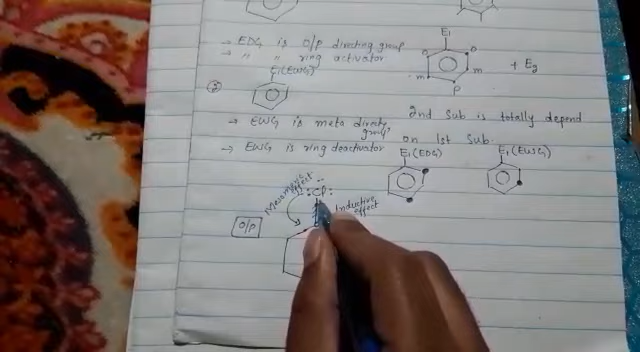 → EDG is O/P directing group
→ " " ring activator
E1
O
O
m
m
P
+ E2
②
E1(EWG)
→ EWG is meta directing group
→ EWG is ring deactivator
2nd Sub is totally depend
on 1st Sub.
E1(EDG)
E1(EWG)
Mesomeric effect
Cl
Inductive effect
O/P